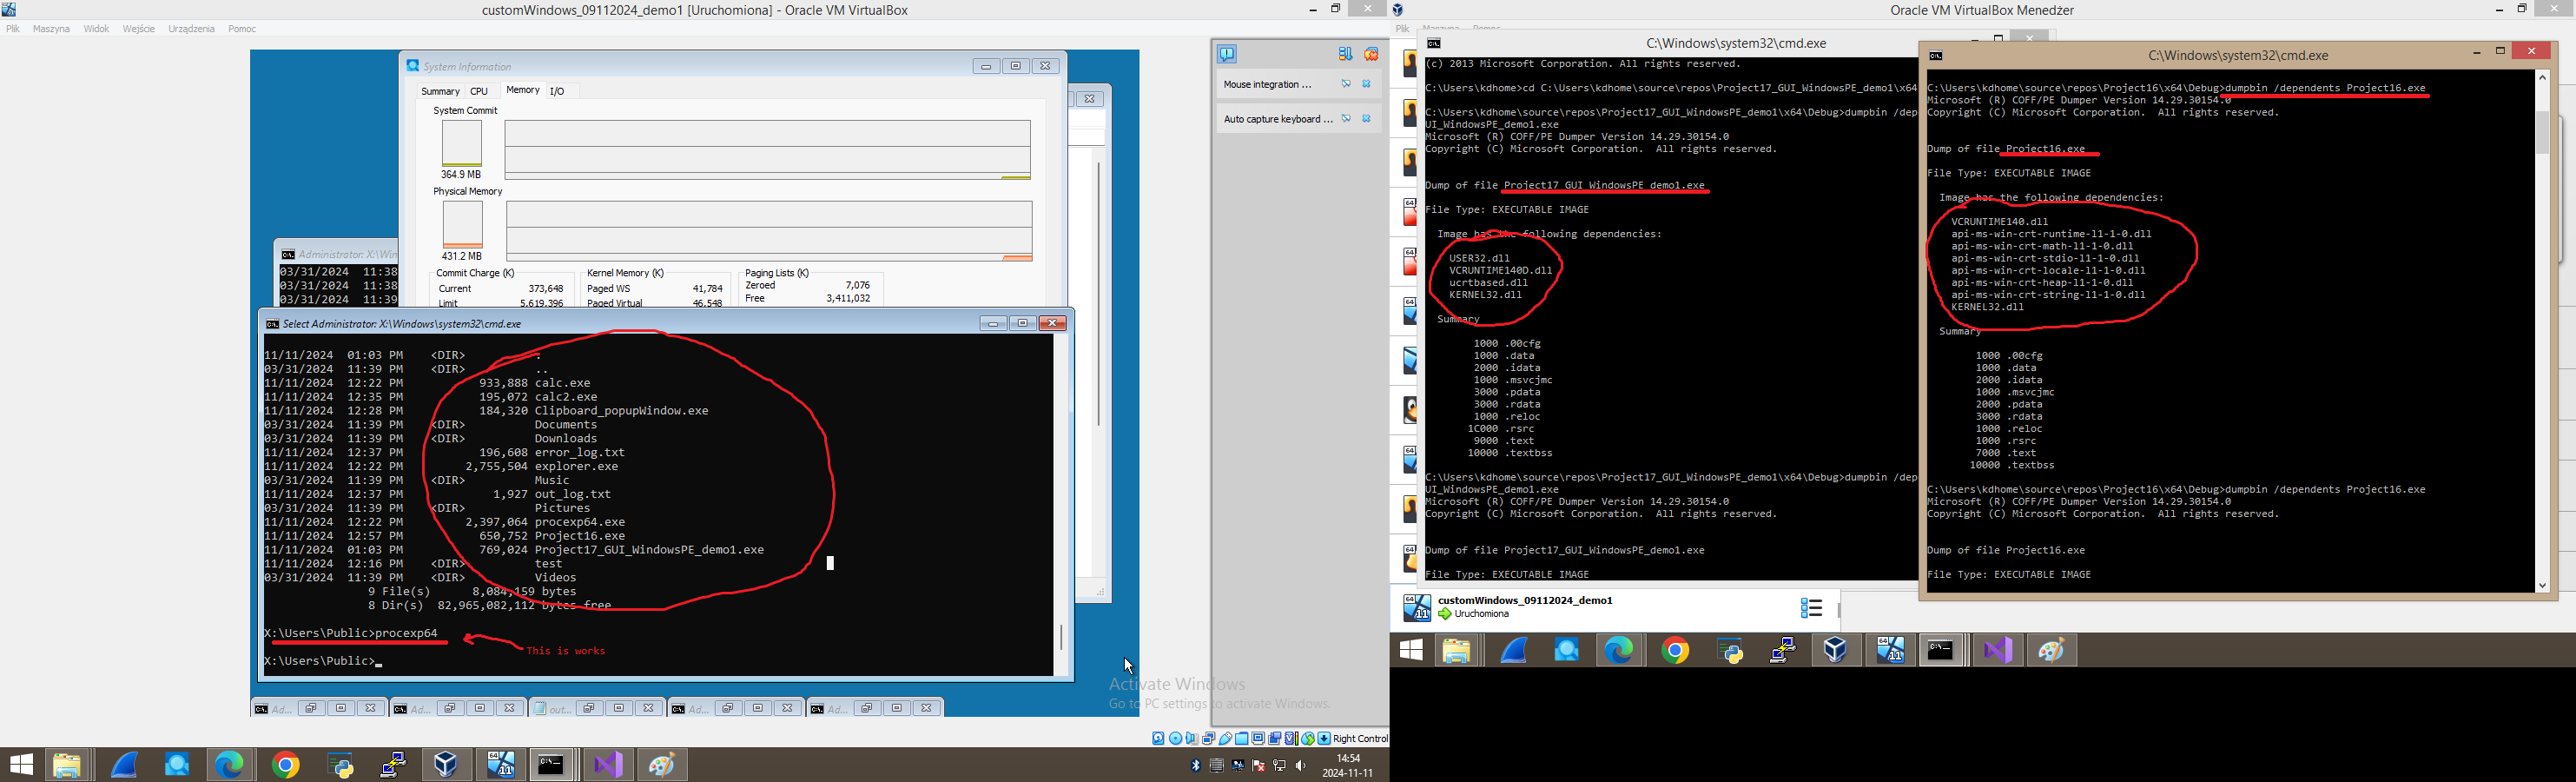 customWindows_09112024_demo1 [Uruchomiona] - Oracle VM VirtualBox
Plik Maszyna Widok Wejście Urządzenia Pomoc
System Information
Summary CPU Memory I/O
System Commit
364.9 MB
Physical Memory
431.2 MB
Commit Charge (K)
Current 373,648
Limit 5,619,396
Kernel Memory (K)
Paged WS 41,784
Paged Virtual 46,548
Paging Lists (K)
Zeroed 7,076
Free 3,411,032
Administrator: X:\Win
03/31/2024 11:38
03/31/2024 11:38
03/31/2024 11:39
Select Administrator: X:\Windows\system32\cmd.exe
11/11/2024 01:03 PM <DIR> .
03/31/2024 11:39 PM <DIR> ..
11/11/2024 12:22 PM 933,888 calc.exe
11/11/2024 12:35 PM 195,072 calc2.exe
11/11/2024 12:28 PM 184,320 Clipboard_popupWindow.exe
03/31/2024 11:39 PM <DIR> Documents
03/31/2024 11:39 PM <DIR> Downloads
11/11/2024 12:37 PM 196,608 error_log.txt
11/11/2024 12:22 PM 2,755,504 explorer.exe
03/31/2024 11:39 PM <DIR> Music
11/11/2024 12:37 PM 1,927 out_log.txt
03/31/2024 11:39 PM <DIR> Pictures
11/11/2024 12:22 PM 2,397,064 procexp64.exe
11/11/2024 12:57 PM 650,752 Project16.exe
11/11/2024 01:03 PM 769,024 Project17_GUI_WindowsPE_demo1.exe
11/11/2024 12:16 PM <DIR> test
03/31/2024 11:39 PM <DIR> Videos
9 File(s) 8,084,159 bytes
8 Dir(s) 82,965,082,112 bytes free
X:\Users\Public>procexp64
This is works
X:\Users\Public>
Ad...
Ad...
out...
Ad...
Ad...
Mouse integration ...
Auto capture keyboard ...
Activate Windows
Go to PC settings to activate Windows.
Right Control
14:54
2024-11-11
Oracle VM VirtualBox Menedżer
Plik Maszyna Pomoc
C:\Windows\system32\cmd.exe
(c) 2013 Microsoft Corporation. All rights reserved.
C:\Users\kdhome>cd C:\Users\kdhome\source\repos\Project17_GUI_WindowsPE_demo1\x64
C:\Users\kdhome\source\repos\Project17_GUI_WindowsPE_demo1\x64\Debug>dumpbin /dep
UI_WindowsPE_demo1.exe
Microsoft (R) COFF/PE Dumper Version 14.29.30154.0
Copyright (C) Microsoft Corporation. All rights reserved.
Dump of file Project17_GUI_WindowsPE_demo1.exe
File Type: EXECUTABLE IMAGE
Image has the following dependencies:
USER32.dll
VCRUNTIME140D.dll
ucrtbased.dll
KERNEL32.dll
Summary
1000 .00cfg
1000 .data
2000 .idata
1000 .msvcjmc
3000 .pdata
3000 .rdata
1000 .reloc
1C000 .rsrc
9000 .text
10000 .textbss
C:\Users\kdhome\source\repos\Project17_GUI_WindowsPE_demo1\x64\Debug>dumpbin /dep
UI_WindowsPE_demo1.exe
Microsoft (R) COFF/PE Dumper Version 14.29.30154.0
Copyright (C) Microsoft Corporation. All rights reserved.
Dump of file Project17_GUI_WindowsPE_demo1.exe
File Type: EXECUTABLE IMAGE
C:\Windows\system32\cmd.exe
C:\Users\kdhome\source\repos\Project16\x64\Debug>dumpbin /dependents Project16.exe
Microsoft (R) COFF/PE Dumper Version 14.29.30154.0
Copyright (C) Microsoft Corporation. All rights reserved.
Dump of file Project16.exe
File Type: EXECUTABLE IMAGE
Image has the following dependencies:
VCRUNTIME140.dll
api-ms-win-crt-runtime-l1-1-0.dll
api-ms-win-crt-math-l1-1-0.dll
api-ms-win-crt-stdio-l1-1-0.dll
api-ms-win-crt-locale-l1-1-0.dll
api-ms-win-crt-heap-l1-1-0.dll
api-ms-win-crt-string-l1-1-0.dll
KERNEL32.dll
Summary
1000 .00cfg
1000 .data
2000 .idata
1000 .msvcjmc
2000 .pdata
3000 .rdata
1000 .reloc
1000 .rsrc
7000 .text
10000 .textbss
C:\Users\kdhome\source\repos\Project16\x64\Debug>dumpbin /dependents Project16.exe
Microsoft (R) COFF/PE Dumper Version 14.29.30154.0
Copyright (C) Microsoft Corporation. All rights reserved.
Dump of file Project16.exe
File Type: EXECUTABLE IMAGE
customWindows_09112024_demo1
Uruchomiona